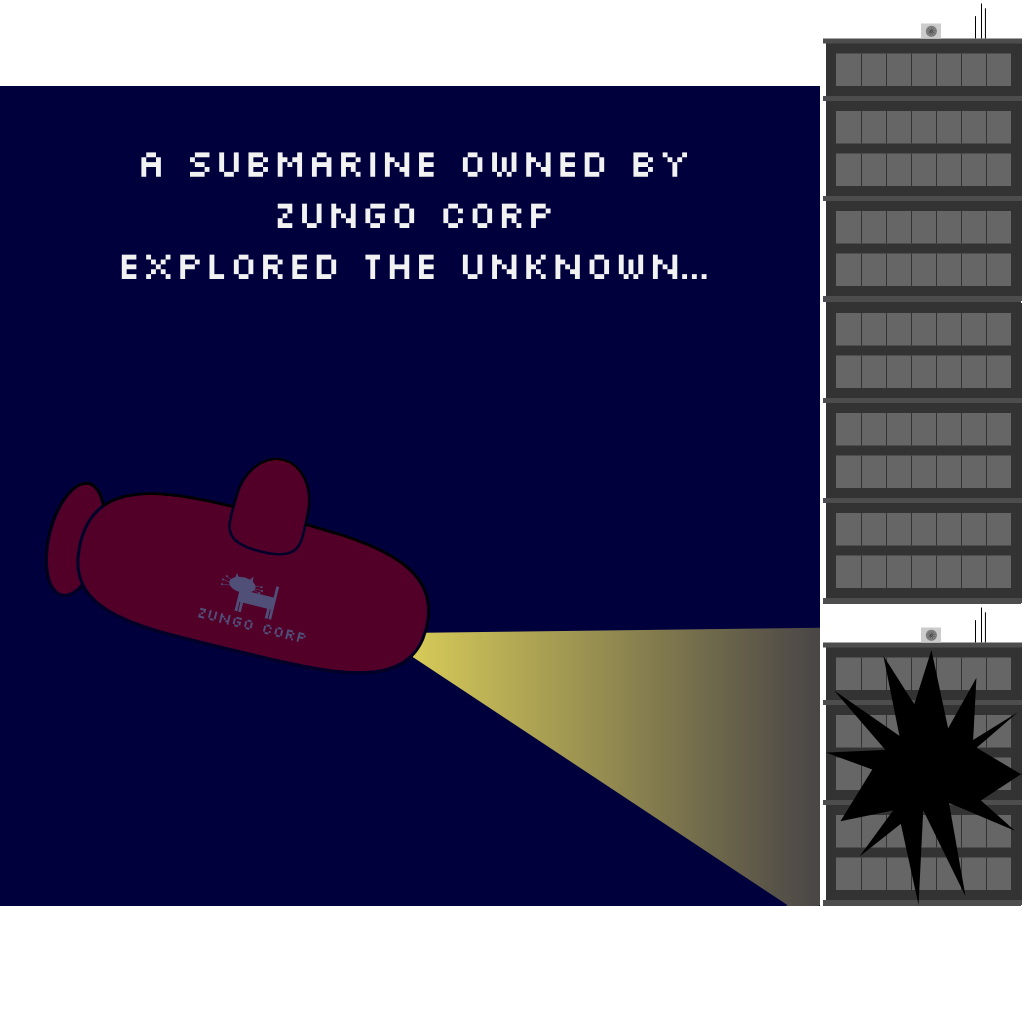 A SUBMARINE OWNED BY
ZUNGO CORP
EXPLORED THE UNKNOWN...
ZUNGO CORP